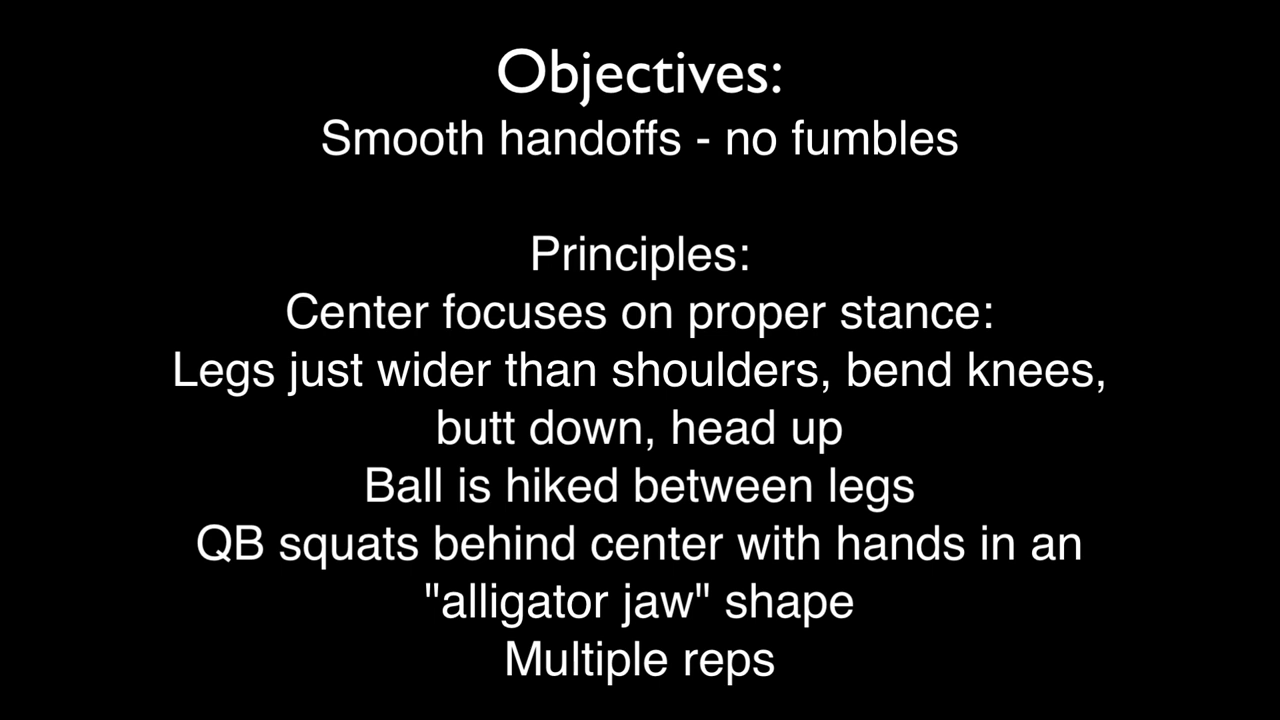 Objectives:
Smooth handoffs - no fumbles
Principles:
Center focuses on proper stance:
Legs just wider than shoulders, bend knees,
butt down, head up
Ball is hiked between legs
QB squats behind center with hands in an
"alligator jaw" shape
Multiple reps